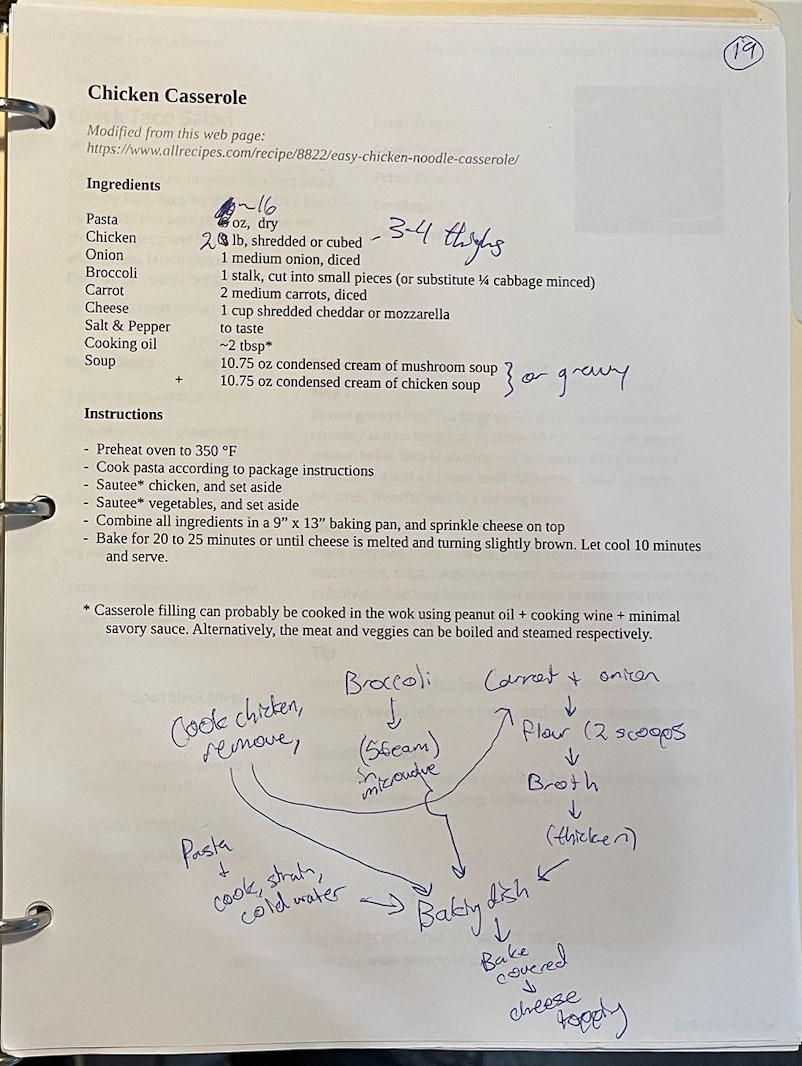 19
Chicken Casserole
Modified from this web page:
https://www.allrecipes.com/recipe/8822/easy-chicken-noodle-casserole/
Ingredients
~16
Pasta oz, dry
Chicken 2 lb, shredded or cubed - 3-4 thighs
Onion 1 medium onion, diced
Broccoli 1 stalk, cut into small pieces (or substitute ¼ cabbage minced)
Carrot 2 medium carrots, diced
Cheese 1 cup shredded cheddar or mozzarella
Salt & Pepper to taste
Cooking oil ~2 tbsp*
Soup 10.75 oz condensed cream of mushroom soup
+ 10.75 oz condensed cream of chicken soup } or gravy
Instructions
- Preheat oven to 350 °F
- Cook pasta according to package instructions
- Sautee* chicken, and set aside
- Sautee* vegetables, and set aside
- Combine all ingredients in a 9” x 13” baking pan, and sprinkle cheese on top
- Bake for 20 to 25 minutes or until cheese is melted and turning slightly brown. Let cool 10 minutes
and serve.
* Casserole filling can probably be cooked in the wok using peanut oil + cooking wine + minimal
savory sauce. Alternatively, the meat and veggies can be boiled and steamed respectively.
Cook chicken,
remove,
Broccoli
(Steam)
in
microwave
Carrot + onion
Flour (2 scoops
Broth
(thicken)
Pasta
cook, strain,
cold water
Baking dish
Bake
covered
cheese
topping